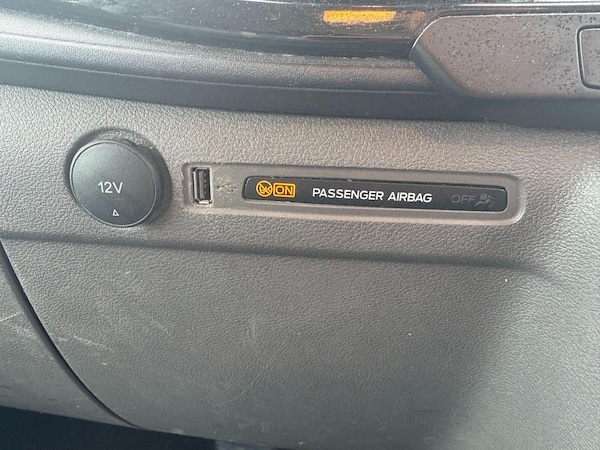 12V
ON PASSENGER AIRBAG OFF